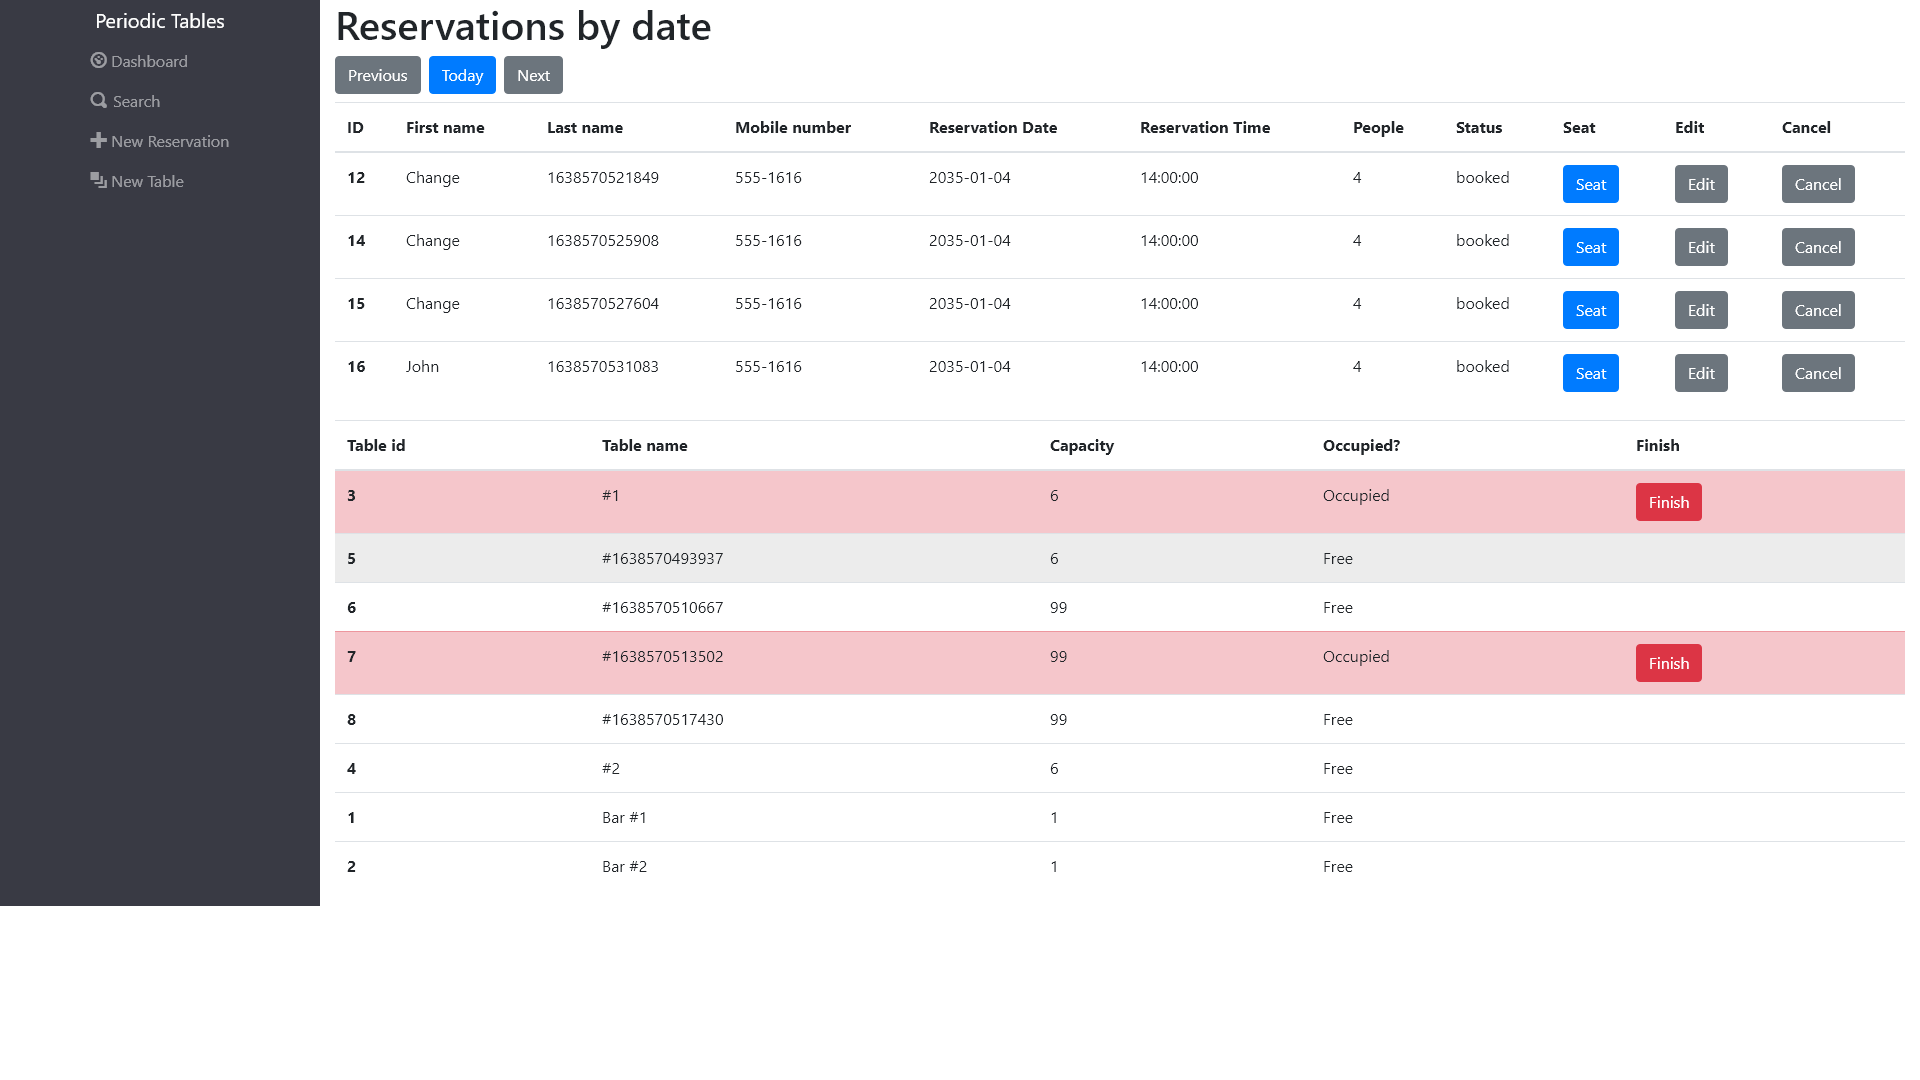 Periodic Tables
Dashboard
Search
New Reservation
New Table
Reservations by date
Previous Today Next
ID First name Last name Mobile number Reservation Date Reservation Time People Status Seat Edit Cancel
12 Change 1638570521849 555-1616 2035-01-04 14:00:00 4 booked Seat Edit Cancel
14 Change 1638570525908 555-1616 2035-01-04 14:00:00 4 booked Seat Edit Cancel
15 Change 1638570527604 555-1616 2035-01-04 14:00:00 4 booked Seat Edit Cancel
16 John 1638570531083 555-1616 2035-01-04 14:00:00 4 booked Seat Edit Cancel
Table id Table name Capacity Occupied? Finish
3 #1 6 Occupied Finish
5 #1638570493937 6 Free
6 #1638570510667 99 Free
7 #1638570513502 99 Occupied Finish
8 #1638570517430 99 Free
4 #2 6 Free
1 Bar #1 1 Free
2 Bar #2 1 Free